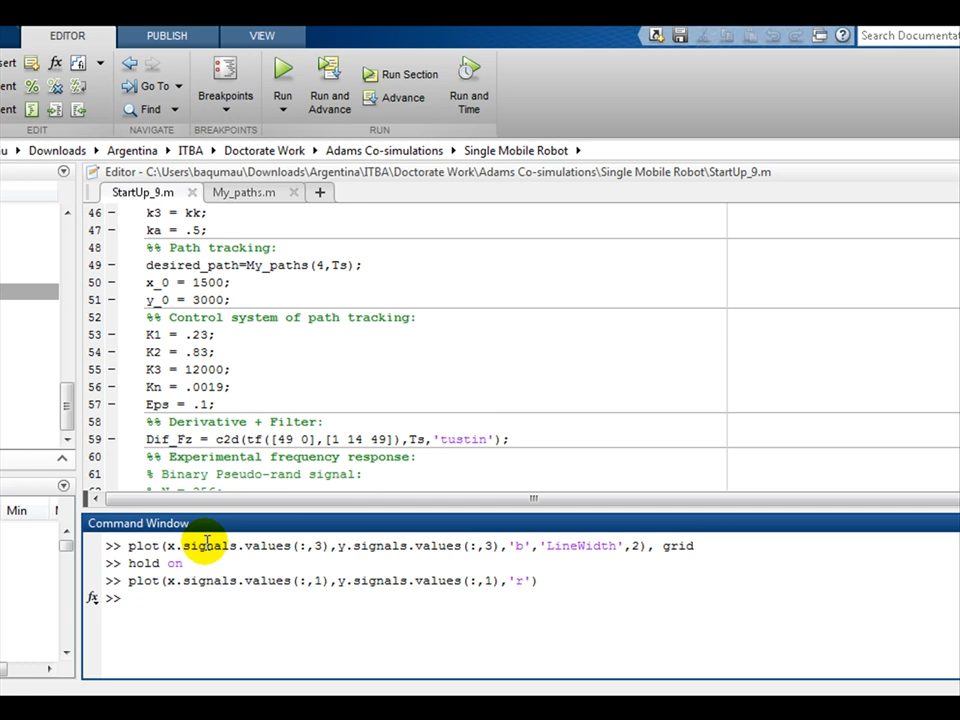 EDITOR PUBLISH VIEW
Search Documentat
sert fx
ent
ent
Go To
Find
Breakpoints
Run
Run and
Advance
Run Section
Advance
Run and
Time
EDIT NAVIGATE BREAKPOINTS RUN
Downloads Argentina ITBA Doctorate Work Adams Co-simulations Single Mobile Robot
Editor - C:\Users\baqumau\Downloads\Argentina\ITBA\Doctorate Work\Adams Co-simulations\Single Mobile Robot\StartUp_9.m
StartUp_9.m My_paths.m
46 k3 = kk;
47 ka = .5;
48 %% Path tracking:
49 desired_path=My_paths(4,Ts);
50 x_0 = 1500;
51 y_0 = 3000;
52 %% Control system of path tracking:
53 K1 = .23;
54 K2 = .83;
55 K3 = 12000;
56 Kn = .0019;
57 Eps = .1;
58 %% Derivative + Filter:
59 Dif_Fz = c2d(tf([49 0],[1 14 49]),Ts,'tustin');
60 %% Experimental frequency response:
61 % Binary Pseudo-rand signal:
Min
Command Window
>> plot(x.signals.values(:,3),y.signals.values(:,3),'b','LineWidth',2), grid
>> hold on
>> plot(x.signals.values(:,1),y.signals.values(:,1),'r')
fx >>